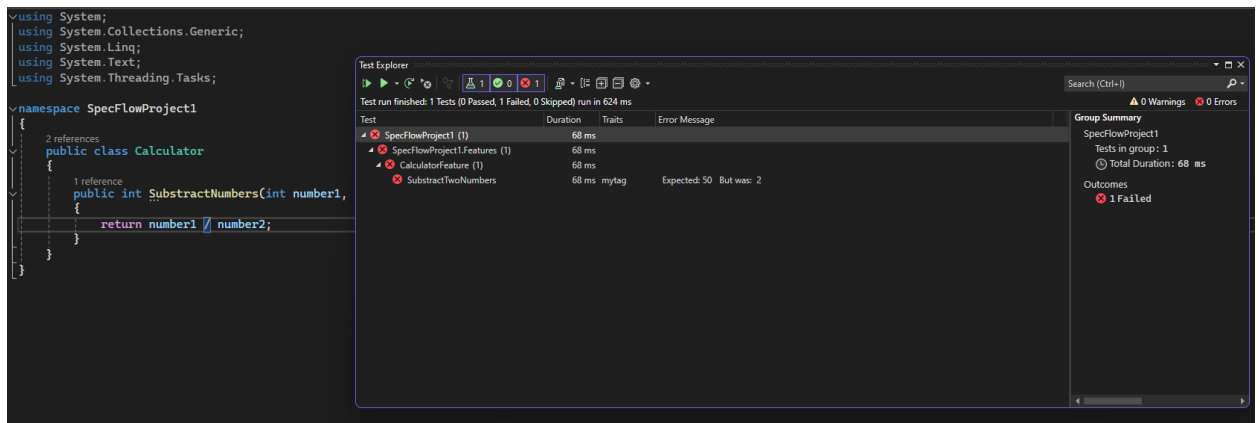 using System;
using System.Collections.Generic;
using System.Linq;
using System.Text;
using System.Threading.Tasks;
namespace SpecFlowProject1
{
2 references
public class Calculator
{
1 reference
public int SubstractNumbers(int number1,
{
return number1 / number2;
}
}
}
Test Explorer
1 0 1
Search (Ctrl+I)
Test run finished: 1 Tests (0 Passed, 1 Failed, 0 Skipped) run in 624 ms
0 Warnings 0 Errors
Test Duration Traits Error Message
SpecFlowProject1 (1) 68 ms
SpecFlowProject1.Features (1) 68 ms
CalculatorFeature (1) 68 ms
SubstractTwoNumbers 68 ms mytag Expected: 50 But was: 2
Group Summary
SpecFlowProject1
Tests in group: 1
Total Duration: 68 ms
Outcomes
1 Failed